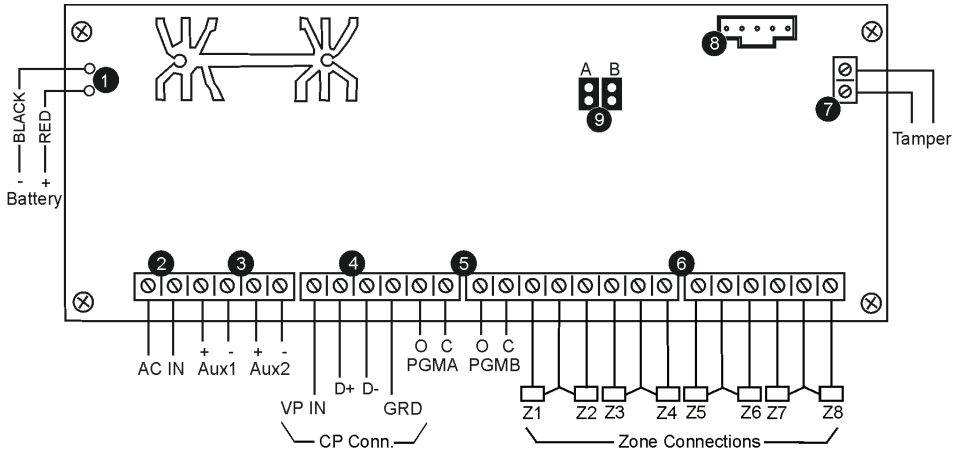 8
A B
1
9
7
BLACK
RED
Tamper
- +
Battery
2 3 4 5 6
+ - + -
AC IN Aux1 Aux2
O C O C
PGMA PGMB
D+ D-
VP IN GRD
Z1 Z2 Z3 Z4 Z5 Z6 Z7 Z8
CP Conn. Zone Connections